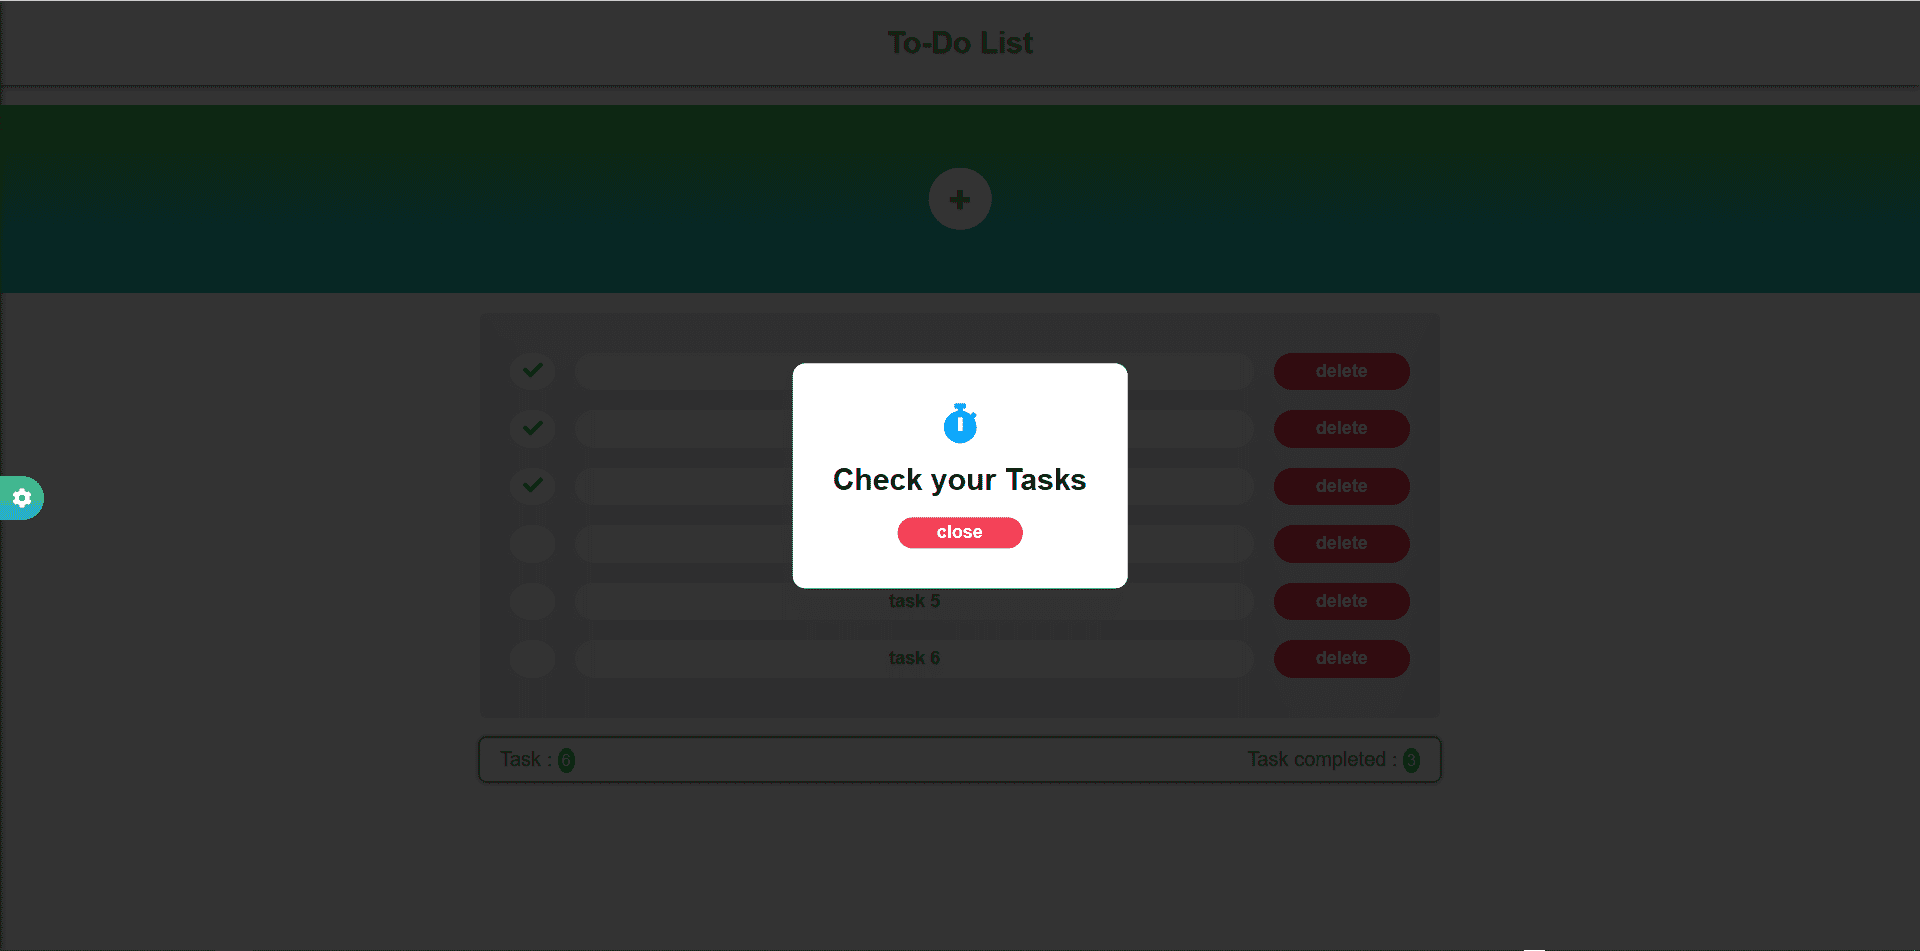 To-Do List
delete
delete
delete
Check your Tasks
close
delete
task 5 delete
task 6 delete
Task : 6 Task completed : 3